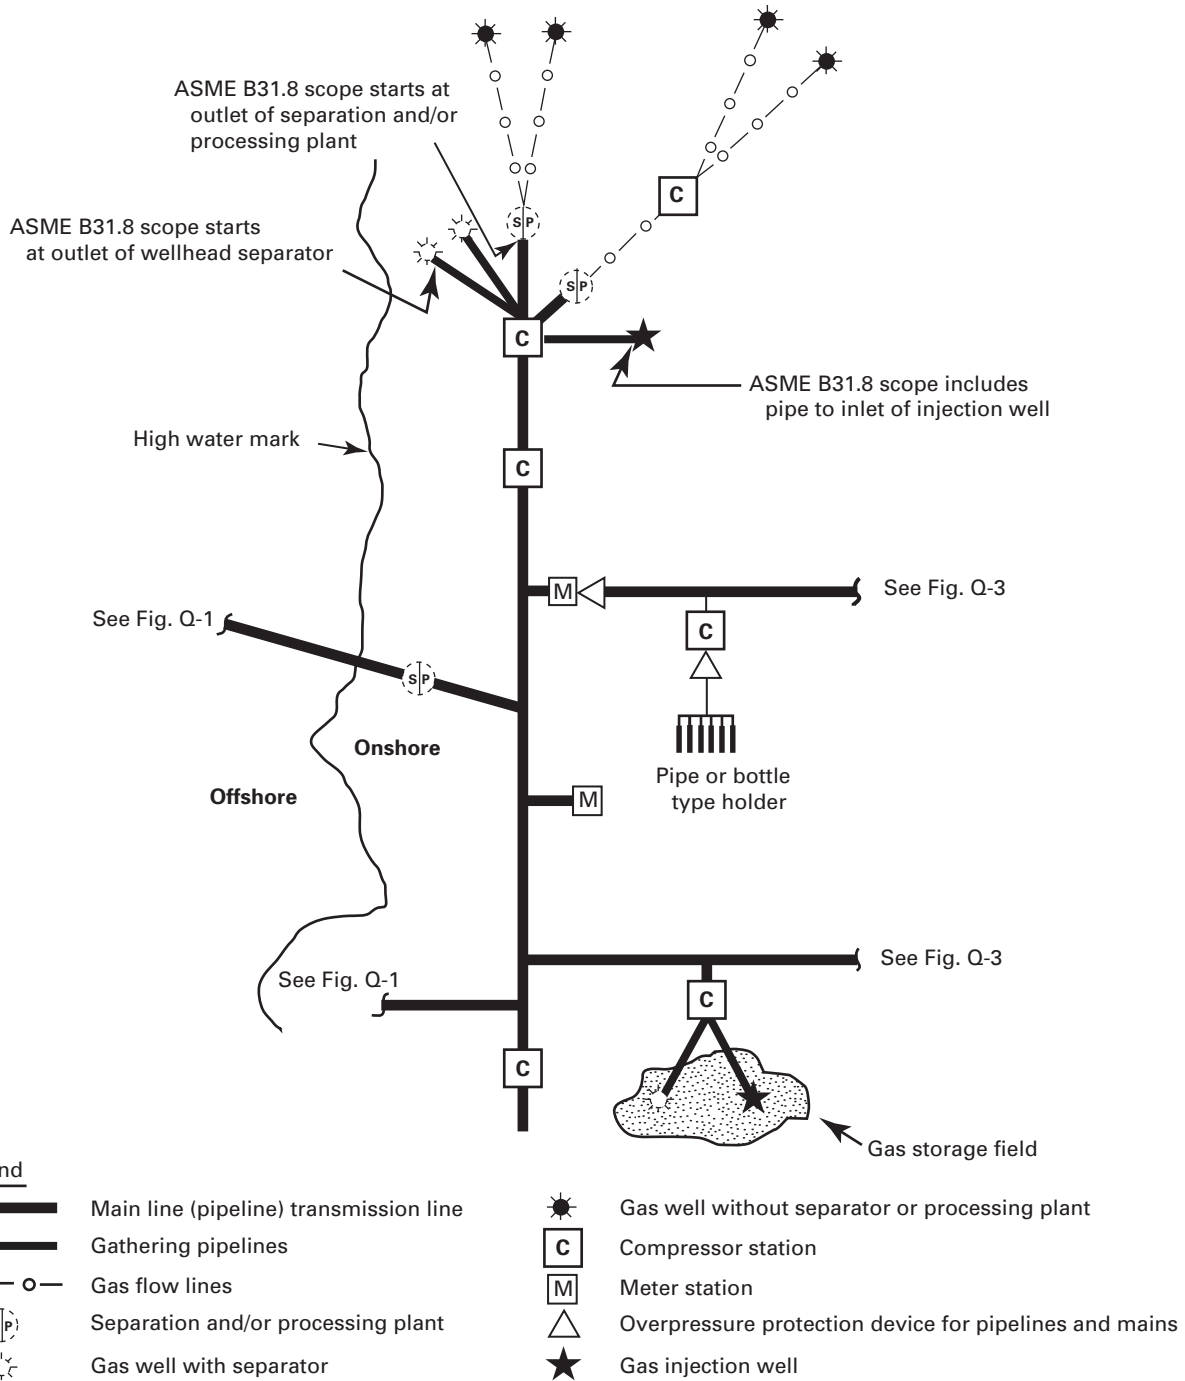 ASME B31.8 scope starts at
outlet of separation and/or
processing plant
C
S P
ASME B31.8 scope starts
at outlet of wellhead separator
S P
C
ASME B31.8 scope includes
pipe to inlet of injection well
High water mark
C
M
See Fig. Q-3
See Fig. Q-1
C
S P
Onshore
Pipe or bottle
type holder
Offshore
M
See Fig. Q-3
See Fig. Q-1
C
C
Gas storage field
nd
Main line (pipeline) transmission line
Gathering pipelines
Gas flow lines
P
Separation and/or processing plant
Gas well with separator
Gas well without separator or processing plant
C
Compressor station
M
Meter station
Overpressure protection device for pipelines and mains
Gas injection well